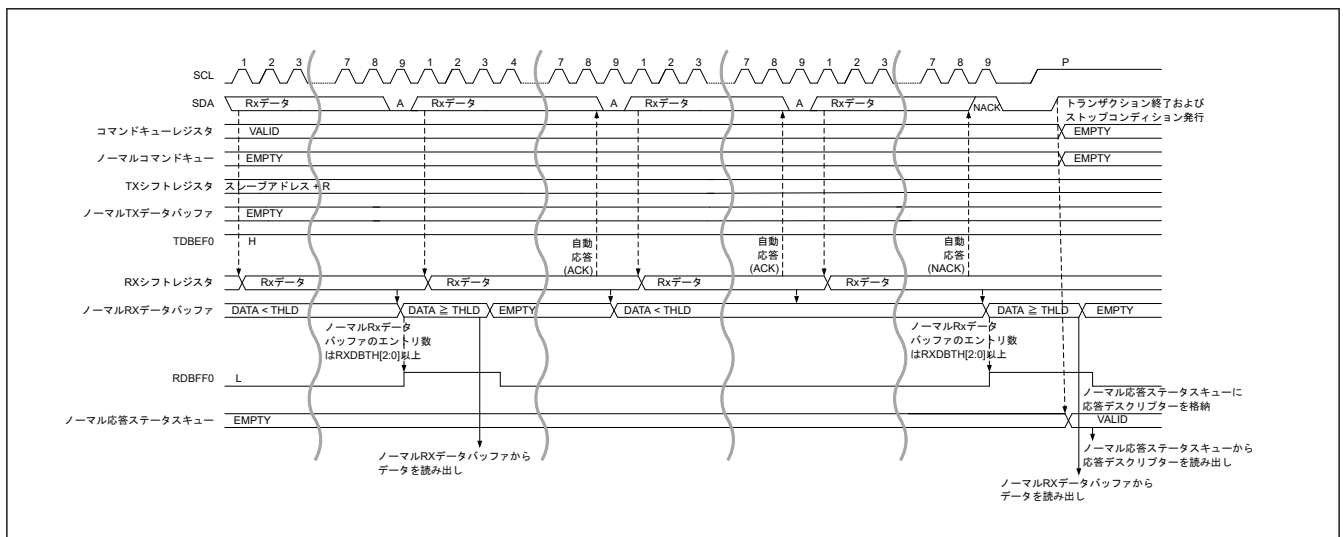 1 2 3 7 8 9 1 2 3 4 7 8 9 1 2 3 7 8 9 1 2 3 7 8 9 P
SCL
SDA Rxデータ A Rxデータ A Rxデータ A Rxデータ NACK トランザクション終了および
ストップコンディション発行
コマンドキューレジスタ VALID EMPTY
ノーマルコマンドキュー EMPTY EMPTY
TXシフトレジスタ スレーブアドレス + R
ノーマルTXデータバッファ EMPTY
TDBEF0 H
自動
応答
(ACK)
自動
応答
(ACK)
自動
応答
(NACK)
RXシフトレジスタ Rxデータ Rxデータ Rxデータ Rxデータ
ノーマルRXデータバッファ DATA < THLD DATA ≧ THLD EMPTY DATA < THLD DATA ≧ THLD EMPTY
ノーマルRxデータ
バッファのエントリ数
はRXDBTH[2:0]以上
ノーマルRxデータ
バッファのエントリ数
はRXDBTH[2:0]以上
RDBFF0 L
ノーマル応答ステータスキューに
応答デスクリプターを格納
ノーマル応答ステータスキュー EMPTY VALID
ノーマルRXデータバッファから
データを読み出し
ノーマル応答ステータスキューから
応答デスクリプターを読み出し
ノーマルRXデータバッファから
データを読み出し